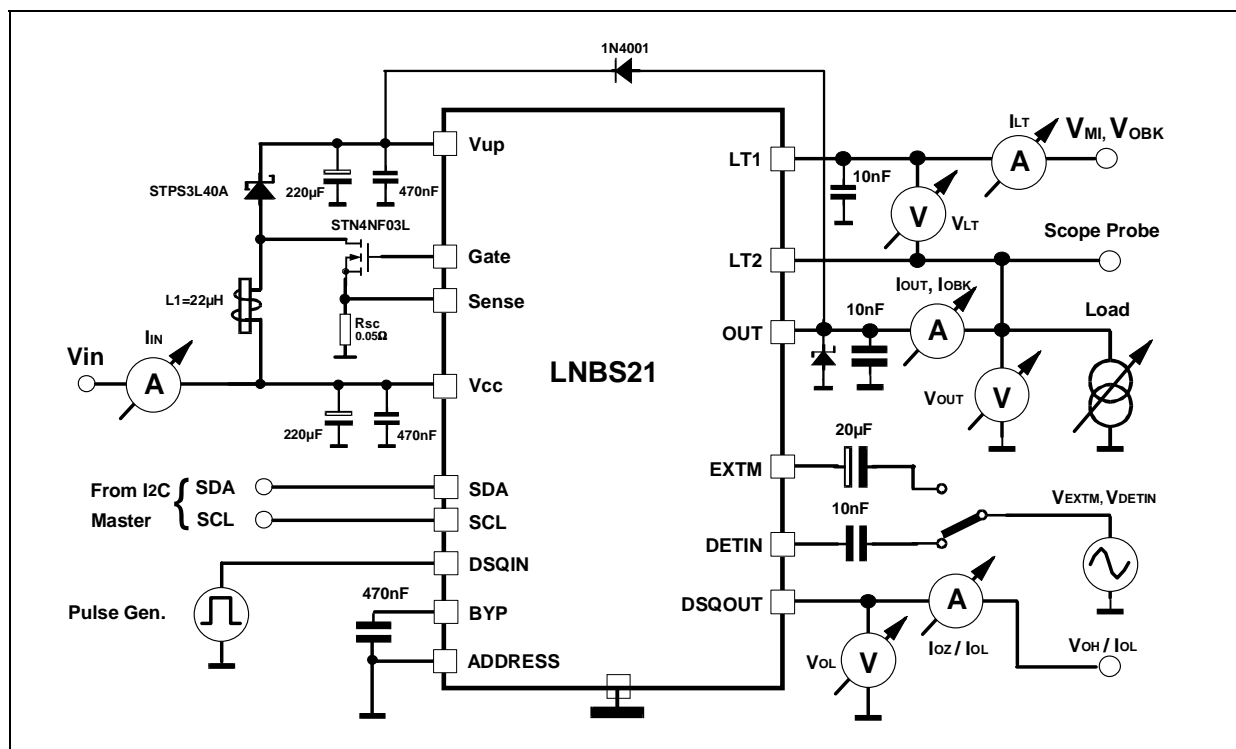 1N4001
Vup
STPS3L40A
220µF
470nF
STN4NF03L
Gate
Sense
L1=22µH
Rsc
0.05Ω
IIN
Vin
A
Vcc
220µF
470nF
LNBS21
LT1
10nF
ILT
A
VMI, VOBK
V
VLT
LT2
Scope Probe
IOUT, IOBK
OUT
10nF
A
Load
VOUT
V
20µF
EXTM
VEXTM, VDETIN
10nF
DETIN
DSQOUT
A
IOZ / IOL
VOL
V
VOH / IOL
From I2C
Master
{
SDA
SCL
SDA
SCL
DSQIN
Pulse Gen.
470nF
BYP
ADDRESS